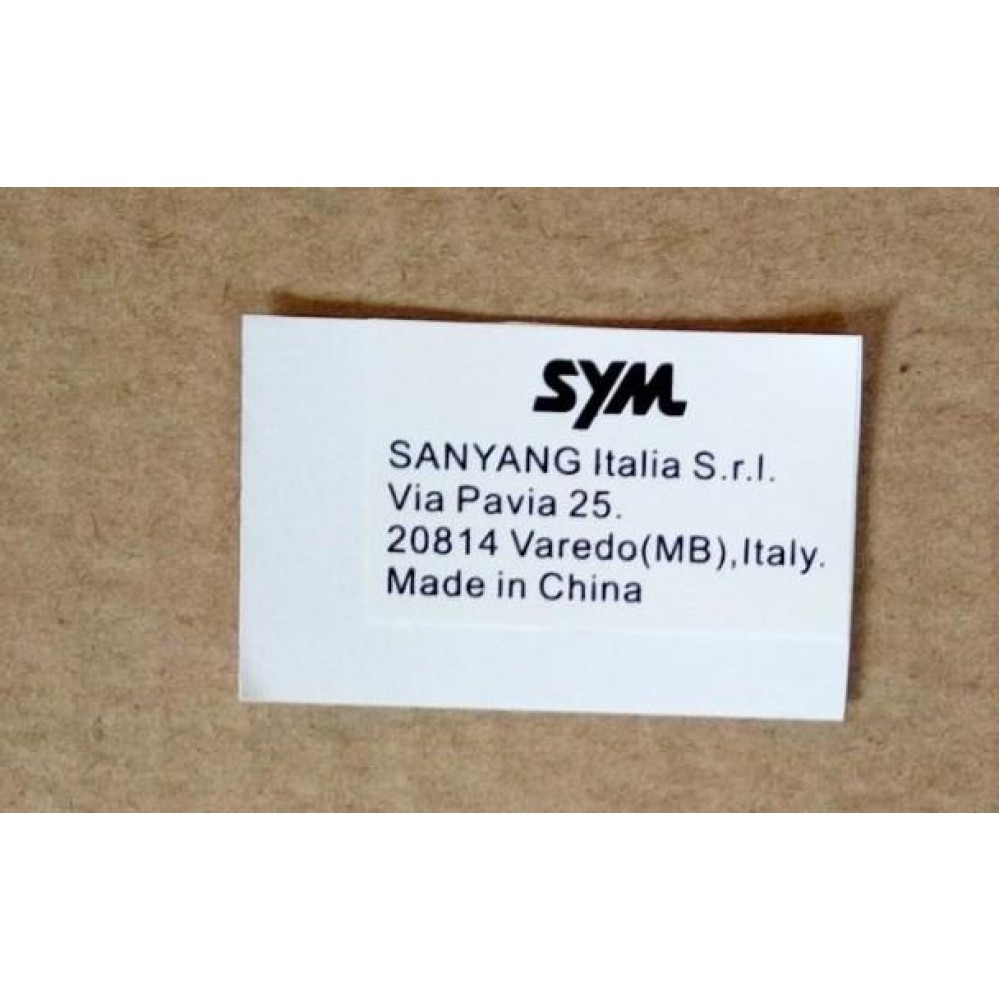 SYM
SANYANG Italia S.r.l.
Via Pavia 25.
20814 Varedo(MB),Italy.
Made in China